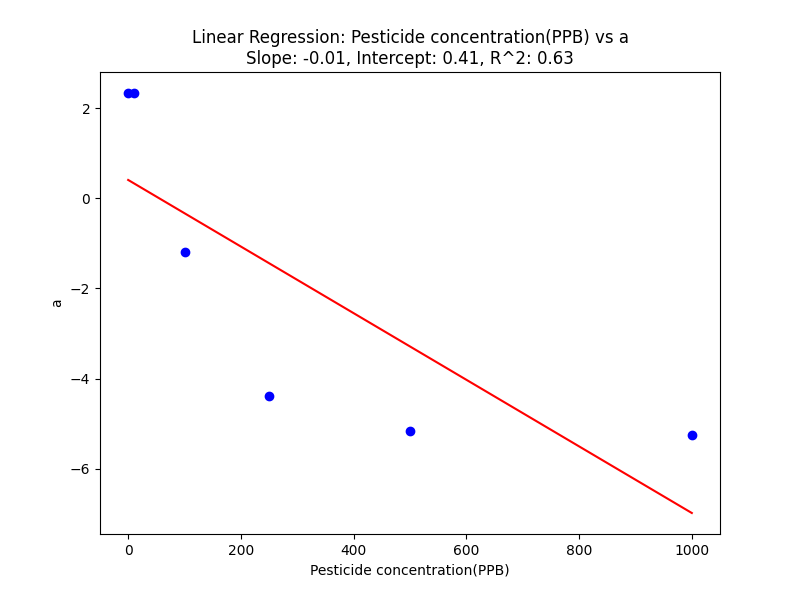 Linear Regression: Pesticide concentration(PPB) vs a
Slope: -0.01, Intercept: 0.41, R^2: 0.63
2
0
−2
−4
−6
a
0 200 400 600 800 1000
Pesticide concentration(PPB)